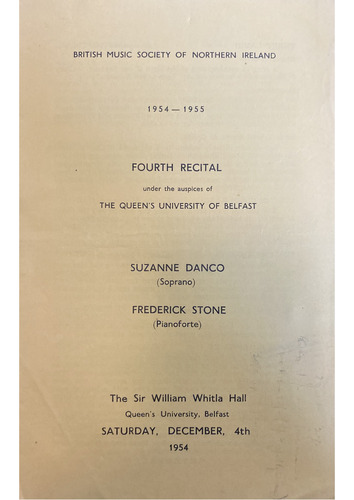 BRITISH MUSIC SOCIETY OF NORTHERN IRELAND
1954 — 1955
FOURTH RECITAL
under the auspices of
THE QUEEN'S UNIVERSITY OF BELFAST
SUZANNE DANCO
(Soprano)
FREDERICK STONE
(Pianoforte)
The Sir William Whitla Hall
Queen's University, Belfast
SATURDAY, DECEMBER, 4th
1954